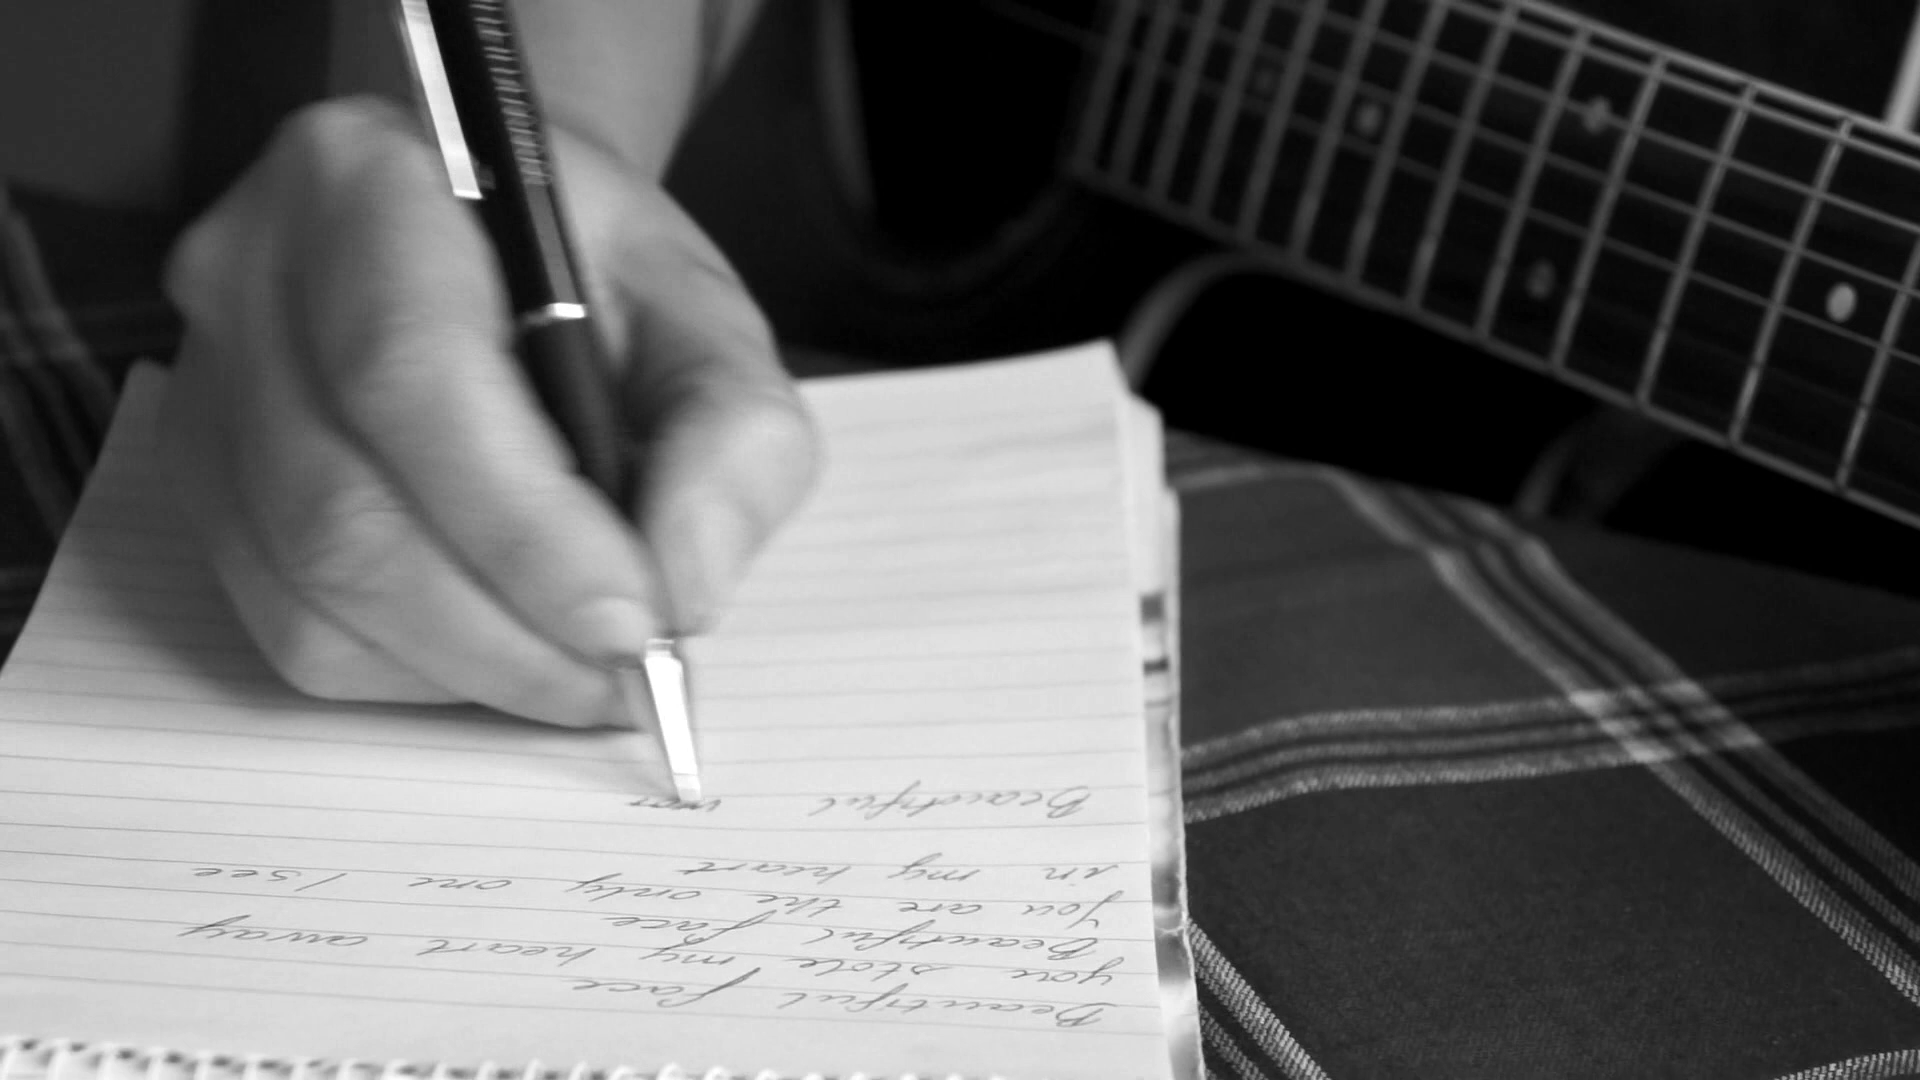 Beautiful face
you stole my heart away
Beautiful face
you are the only one I see
in my heart
Beautiful